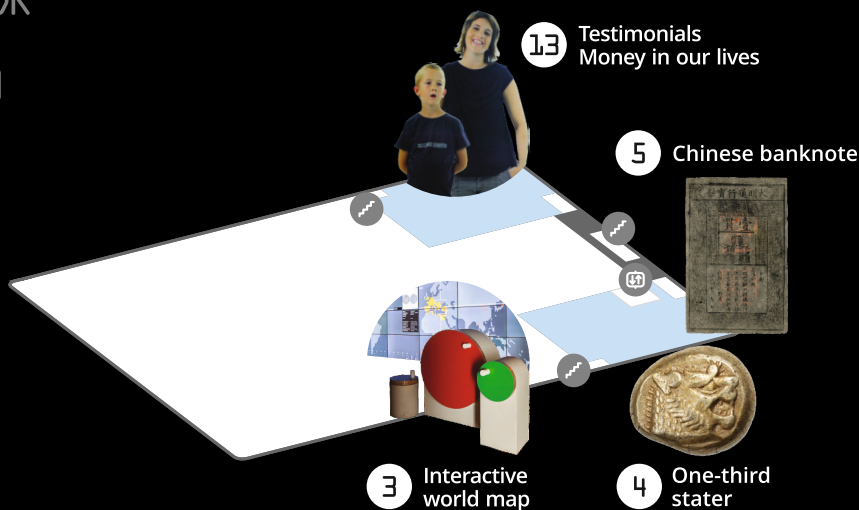 13
Testimonials
Money in our lives
5
Chinese banknote
3
Interactive
world map
4
One-third
stater